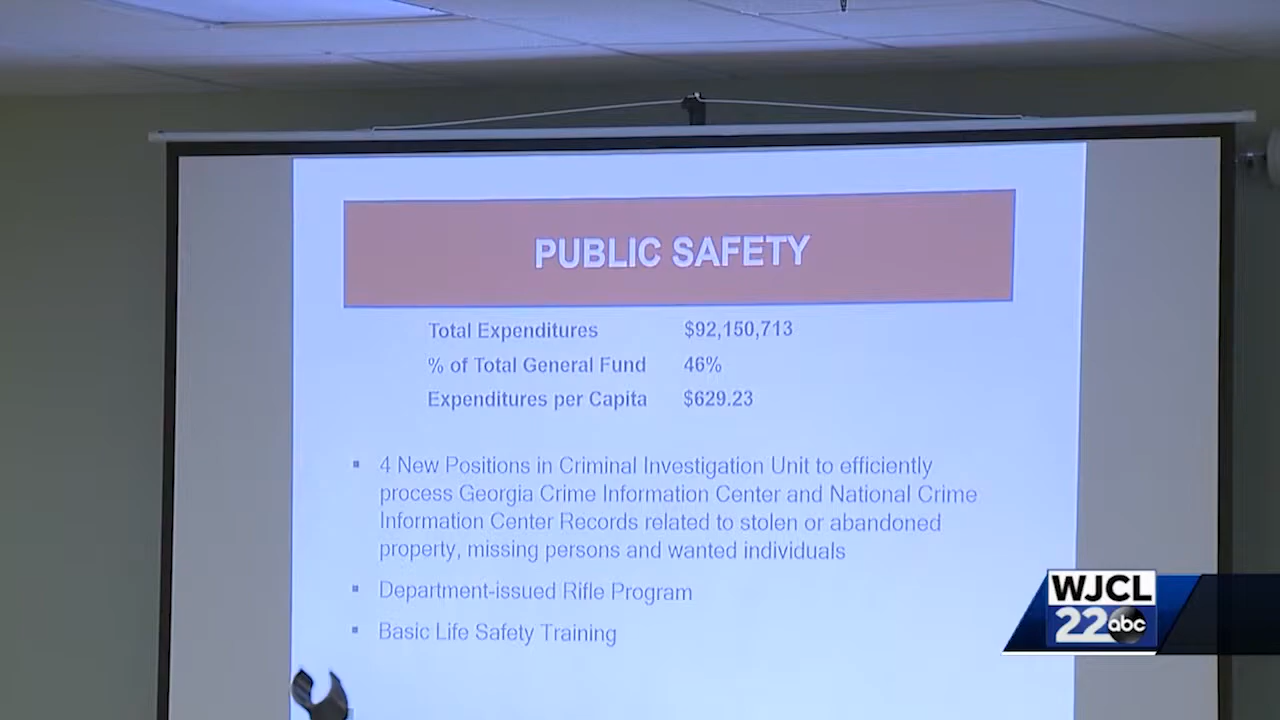 PUBLIC SAFETY
Total Expenditures $92,150,713
% of Total General Fund 46%
Expenditures per Capita $629.23
▪ 4 New Positions in Criminal Investigation Unit to efficiently
process Georgia Crime Information Center and National Crime
Information Center Records related to stolen or abandoned
property, missing persons and wanted individuals
▪ Department-issued Rifle Program
▪ Basic Life Safety Training
WJCL
22 abc